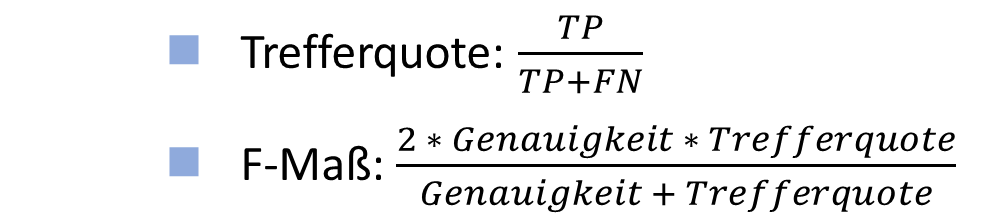 Trefferquote: TP / TP+FN
F-Maß: 2 * Genauigkeit * Trefferquote / Genauigkeit + Trefferquote